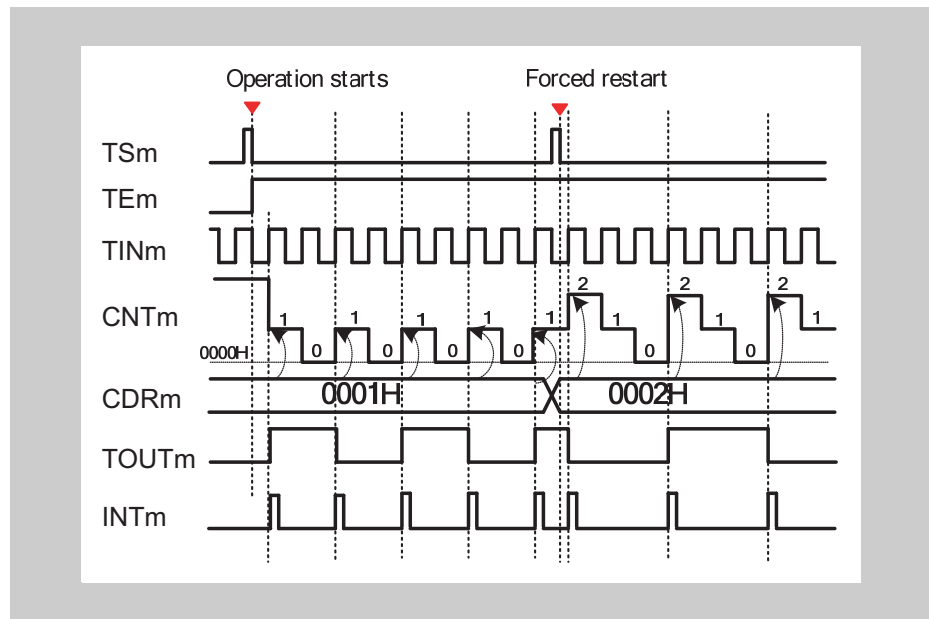 Operation starts Forced restart
TSm
TEm
TINm
2 2 2
CNTm 1 1 1 1 1 1 1 1
0000H 0 0 0 0 0 0
CDRm 0001H 0002H
TOUTm
INTm